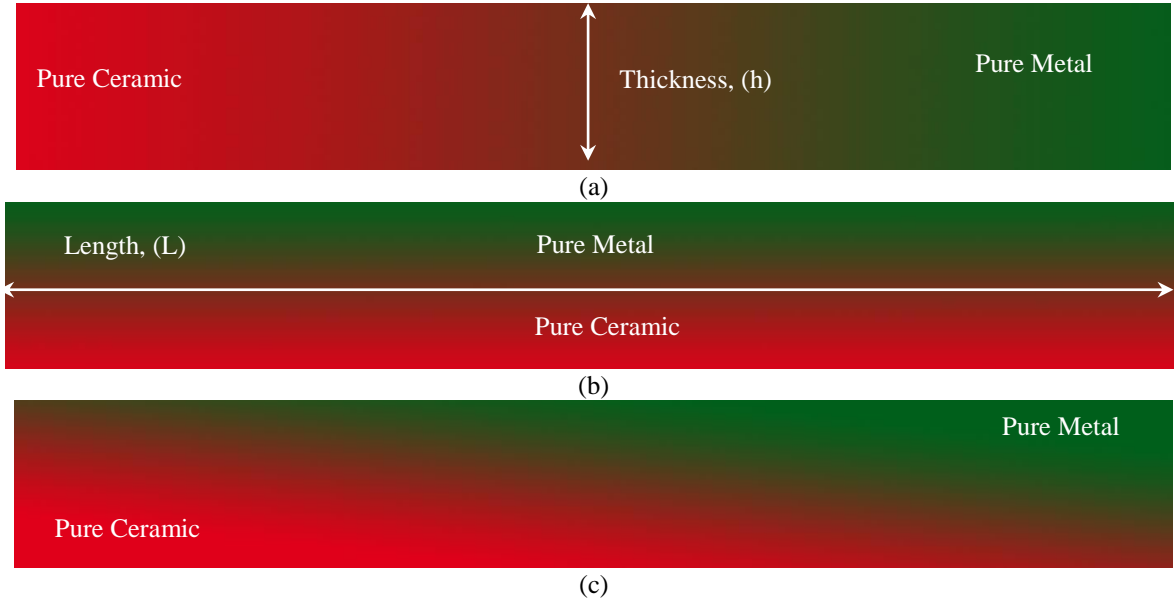 Pure Ceramic
Thickness, (h)
Pure Metal
(a)
Length, (L)
Pure Metal
Pure Ceramic
(b)
Pure Metal
Pure Ceramic
(c)